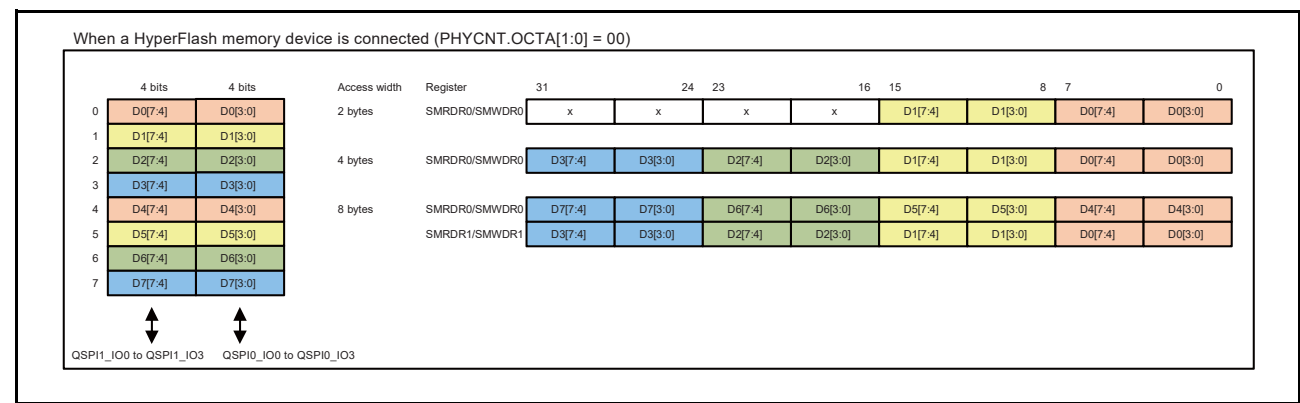 When a HyperFlash memory device is connected (PHYCNT.OCTA[1:0] = 00)
4 bits 4 bits Access width Register 31 24 23 16 15 8 7 0
0 D0[7:4] D0[3:0] 2 bytes SMRDR0/SMWDR0 x x x x D1[7:4] D1[3:0] D0[7:4] D0[3:0]
1 D1[7:4] D1[3:0]
2 D2[7:4] D2[3:0] 4 bytes SMRDR0/SMWDR0 D3[7:4] D3[3:0] D2[7:4] D2[3:0] D1[7:4] D1[3:0] D0[7:4] D0[3:0]
3 D3[7:4] D3[3:0]
4 D4[7:4] D4[3:0] 8 bytes SMRDR0/SMWDR0 D7[7:4] D7[3:0] D6[7:4] D6[3:0] D5[7:4] D5[3:0] D4[7:4] D4[3:0]
5 D5[7:4] D5[3:0] SMRDR1/SMWDR1 D3[7:4] D3[3:0] D2[7:4] D2[3:0] D1[7:4] D1[3:0] D0[7:4] D0[3:0]
6 D6[7:4] D6[3:0]
7 D7[7:4] D7[3:0]
QSPI1_IO0 to QSPI1_IO3 QSPI0_IO0 to QSPI0_IO3